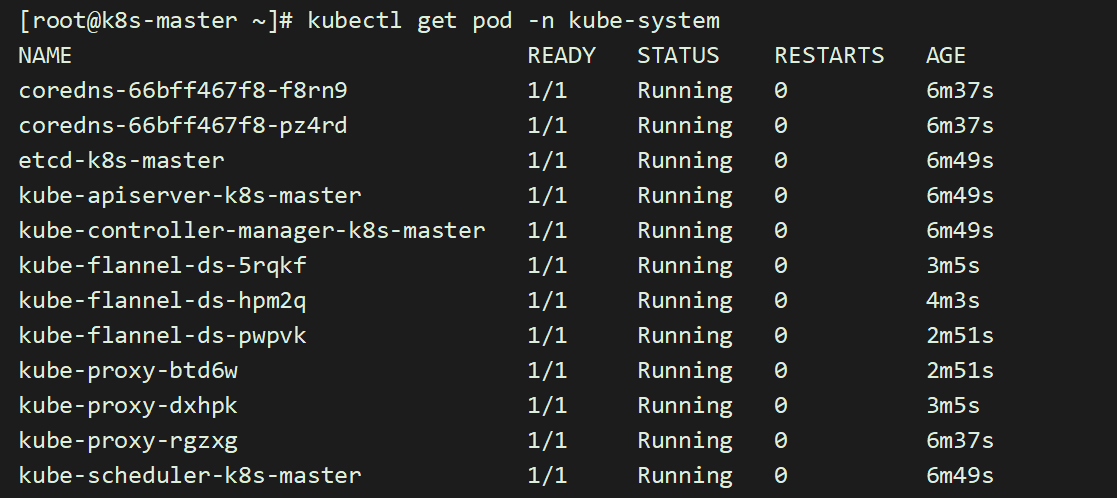 [root@k8s-master ~]# kubectl get pod -n kube-system
NAME READY STATUS RESTARTS AGE
coredns-66bff467f8-f8rn9 1/1 Running 0 6m37s
coredns-66bff467f8-pz4rd 1/1 Running 0 6m37s
etcd-k8s-master 1/1 Running 0 6m49s
kube-apiserver-k8s-master 1/1 Running 0 6m49s
kube-controller-manager-k8s-master 1/1 Running 0 6m49s
kube-flannel-ds-5rqkf 1/1 Running 0 3m5s
kube-flannel-ds-hpm2q 1/1 Running 0 4m3s
kube-flannel-ds-pwpvk 1/1 Running 0 2m51s
kube-proxy-btd6w 1/1 Running 0 2m51s
kube-proxy-dxhpk 1/1 Running 0 3m5s
kube-proxy-rgzxg 1/1 Running 0 6m37s
kube-scheduler-k8s-master 1/1 Running 0 6m49s